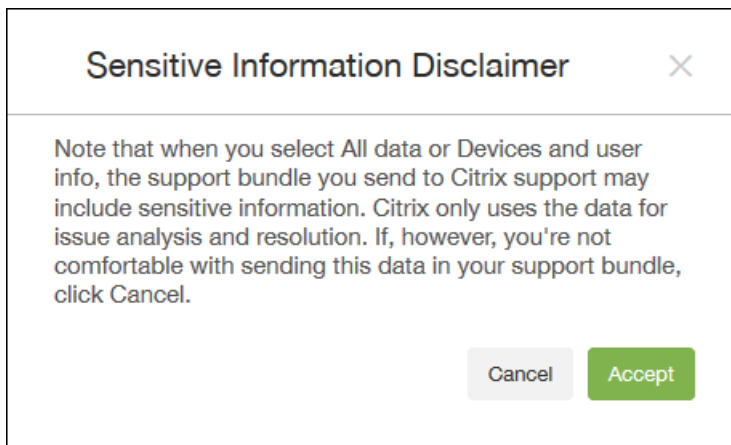 Sensitive Information Disclaimer
Note that when you select All data or Devices and user
info, the support bundle you send to Citrix support may
include sensitive information. Citrix only uses the data for
issue analysis and resolution. If, however, you're not
comfortable with sending this data in your support bundle,
click Cancel.
Cancel Accept